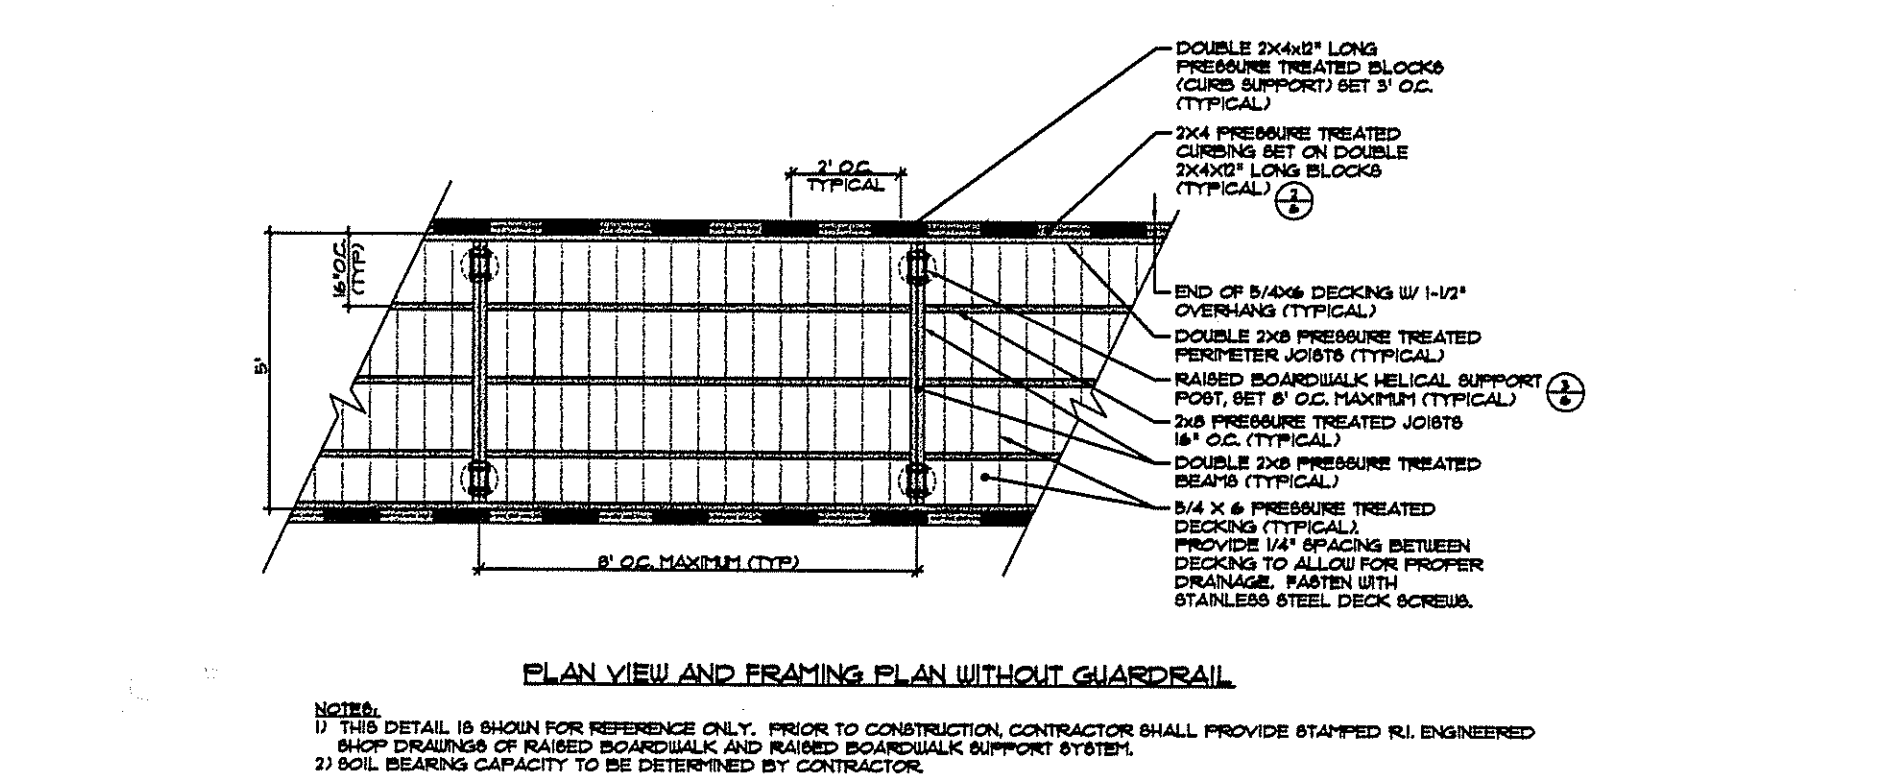 DOUBLE 2X4x12" LONG
PRESSURE TREATED BLOCKS
(CURB SUPPORT) SET 3' O.C.
(TYPICAL)
2X4 PRESSURE TREATED
CURBING SET ON DOUBLE
2X4X12" LONG BLOCKS
(TYPICAL)
2
6
2' O.C.
TYPICAL
16" O.C.
(TYP)
5'
END OF 5/4X6 DECKING W/ 1-1/2"
OVERHANG (TYPICAL)
DOUBLE 2X8 PRESSURE TREATED
PERIMETER JOISTS (TYPICAL)
RAISED BOARDWALK HELICAL SUPPORT
POST, SET 8' O.C. MAXIMUM (TYPICAL)
3
6
2x8 PRESSURE TREATED JOISTS
16" O.C. (TYPICAL)
DOUBLE 2X8 PRESSURE TREATED
BEAMS (TYPICAL)
5/4 X 6 PRESSURE TREATED
DECKING (TYPICAL).
PROVIDE 1/4" SPACING BETWEEN
DECKING TO ALLOW FOR PROPER
DRAINAGE. FASTEN WITH
STAINLESS STEEL DECK SCREWS.
8' O.C. MAXIMUM (TYP)
PLAN VIEW AND FRAMING PLAN WITHOUT GUARDRAIL
NOTES:
1) THIS DETAIL IS SHOWN FOR REFERENCE ONLY. PRIOR TO CONSTRUCTION, CONTRACTOR SHALL PROVIDE STAMPED R.I. ENGINEERED
SHOP DRAWINGS OF RAISED BOARDWALK AND RAISED BOARDWALK SUPPORT SYSTEM.
2) SOIL BEARING CAPACITY TO BE DETERMINED BY CONTRACTOR.